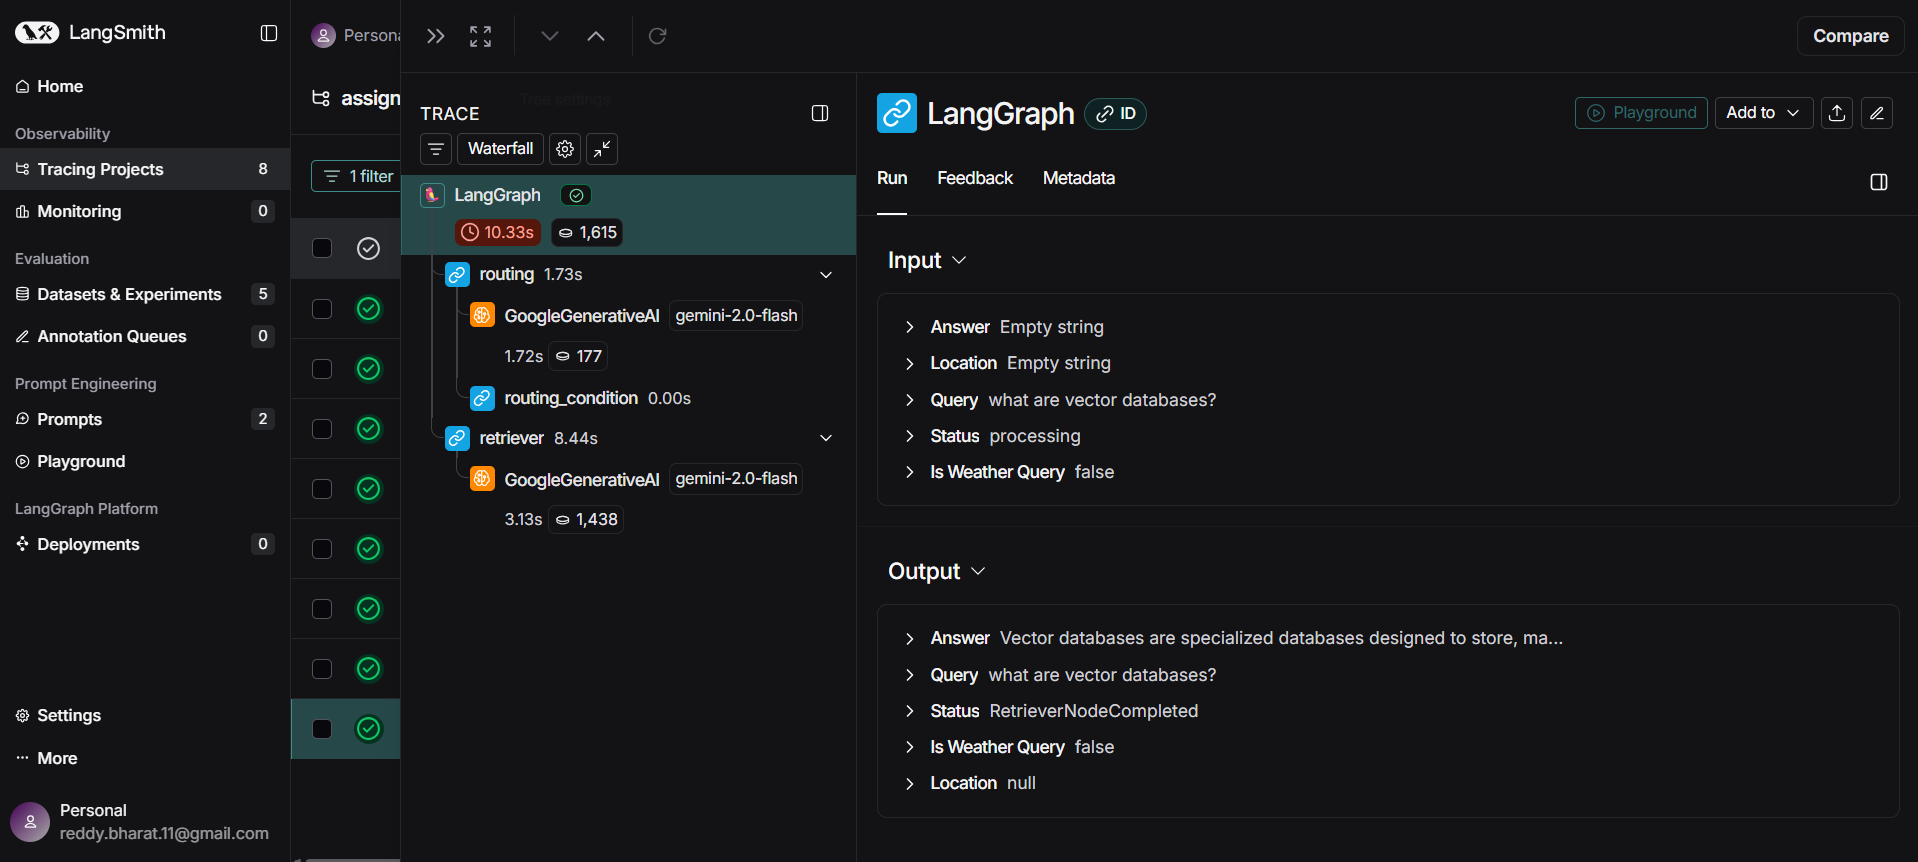 LangSmith
Home
Observability
Tracing Projects 8
Monitoring 0
Evaluation
Datasets & Experiments 5
Annotation Queues 0
Prompt Engineering
Prompts 2
Playground
LangGraph Platform
Deployments 0
Settings
More
Personal
reddy.bharat.11@gmail.com
Persona
assign
1 filter
Compare
TRACE
Tree settings
Waterfall
LangGraph
10.33s 1,615
routing 1.73s
GoogleGenerativeAI gemini-2.0-flash
1.72s 177
routing_condition 0.00s
retriever 8.44s
GoogleGenerativeAI gemini-2.0-flash
3.13s 1,438
LangGraph ID
Playground Add to
Run Feedback Metadata
Input
Answer Empty string
Location Empty string
Query what are vector databases?
Status processing
Is Weather Query false
Output
Answer Vector databases are specialized databases designed to store, ma...
Query what are vector databases?
Status RetrieverNodeCompleted
Is Weather Query false
Location null